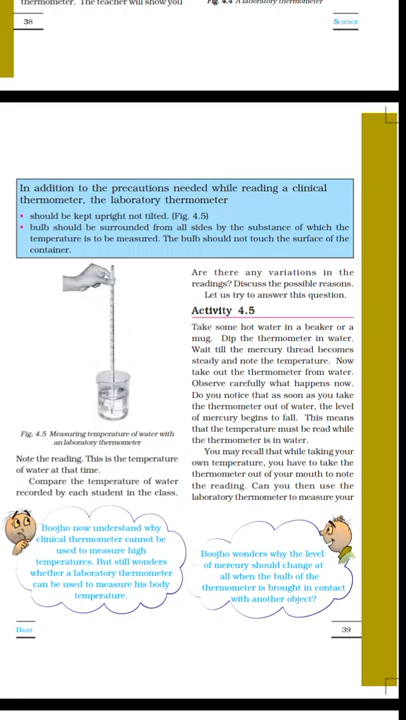 thermometer. The teacher will show you
Fig. 4.4 A laboratory thermometer
38
SCIENCE
In addition to the precautions needed while reading a clinical
thermometer, the laboratory thermometer
• should be kept upright not tilted. (Fig. 4.5)
• bulb should be surrounded from all sides by the substance of which the
temperature is to be measured. The bulb should not touch the surface of the
container.
Fig. 4.5 Measuring temperature of water with
an laboratory thermometer
Note the reading. This is the temperature
of water at that time.
Compare the temperature of water
recorded by each student in the class.
Are there any variations in the
readings? Discuss the possible reasons.
Let us try to answer this question.
Activity 4.5
Take some hot water in a beaker or a
mug. Dip the thermometer in water.
Wait till the mercury thread becomes
steady and note the temperature. Now
take out the thermometer from water.
Observe carefully what happens now.
Do you notice that as soon as you take
the thermometer out of water, the level
of mercury begins to fall. This means
that the temperature must be read while
the thermometer is in water.
You may recall that while taking your
own temperature, you have to take the
thermometer out of your mouth to note
the reading. Can you then use the
laboratory thermometer to measure your
Boojho now understand why
clinical thermometer cannot be
used to measure high
temperatures. But still wonders
whether a laboratory thermometer
can be used to measure his body
temperature.
Boojho wonders why the level
of mercury should change at
all when the bulb of the
thermometer is brought in contact
with another object?
HEAT
39